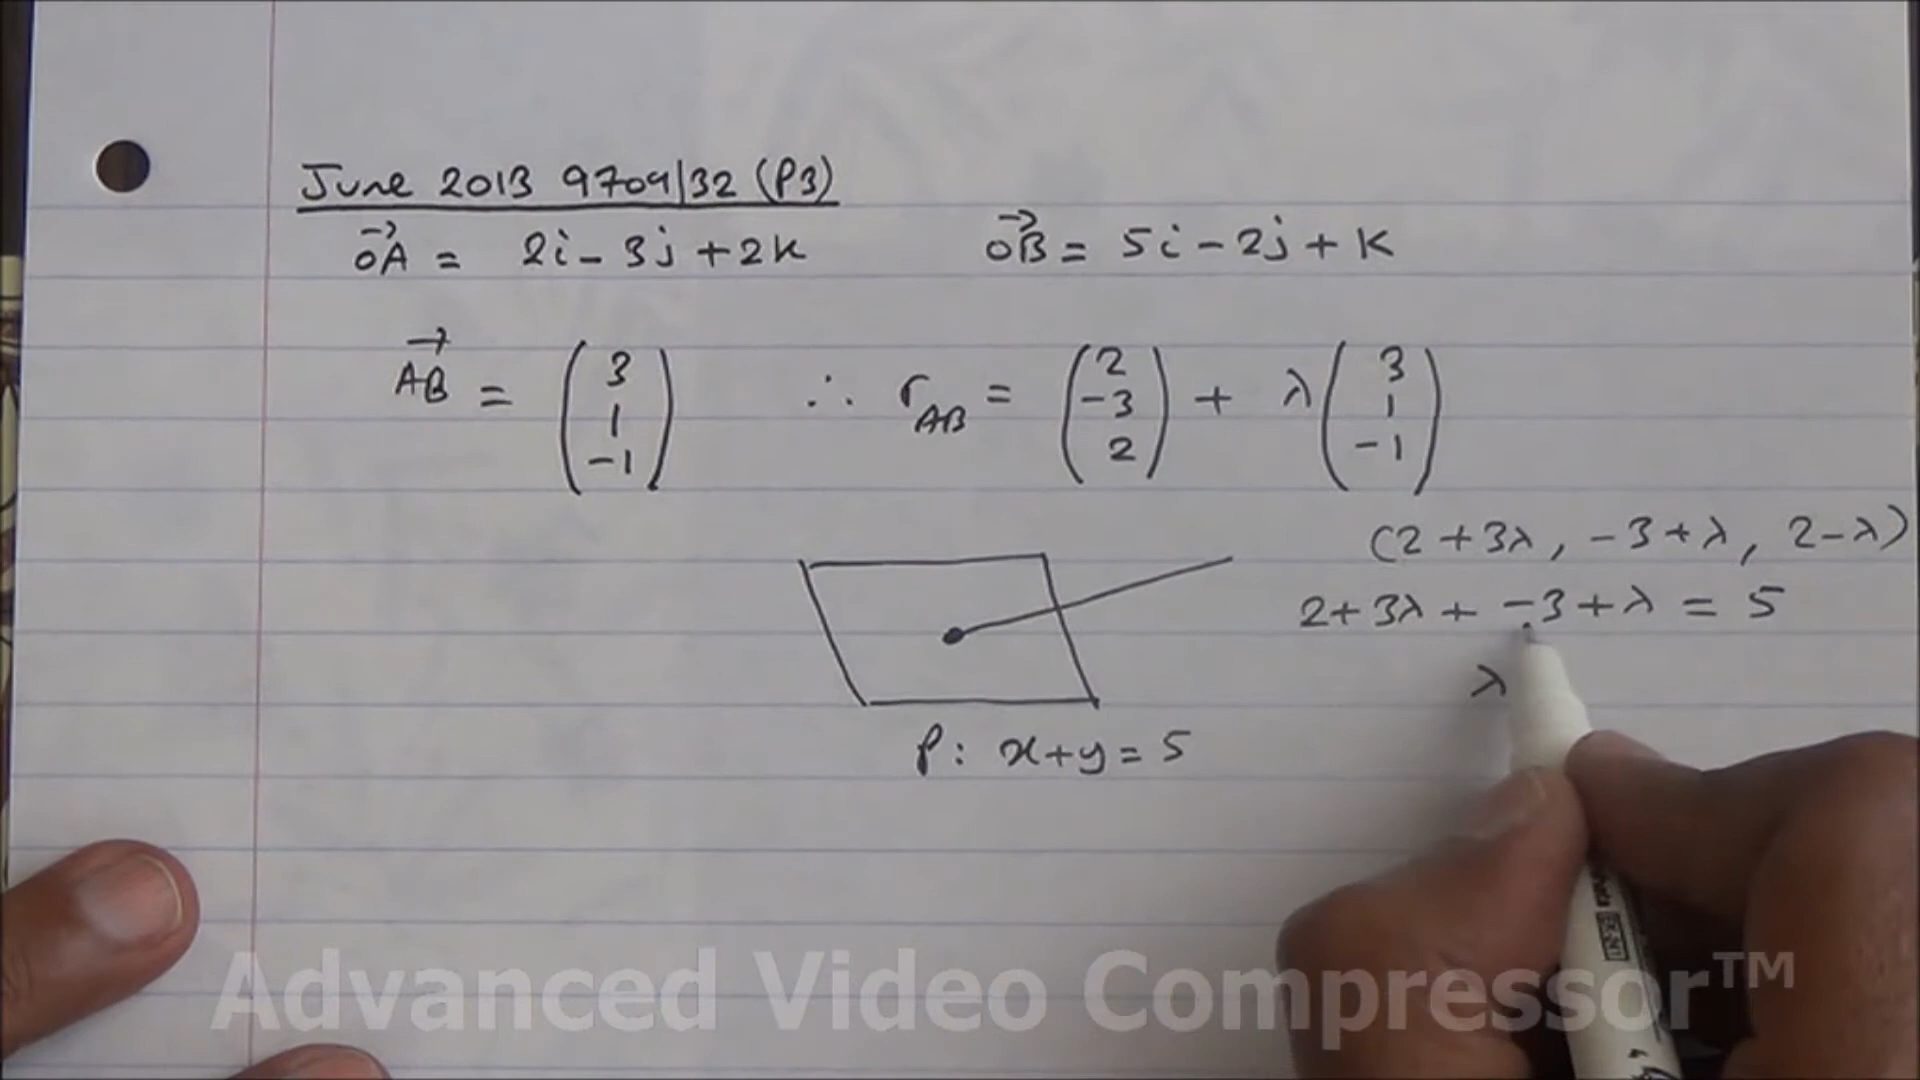 June 2013 9709/32 (P3)
→OA = 2i - 3j + 2k →OB = 5i - 2j + k
→AB = (3 1 -1) ∴ r_AB = (2 -3 2) + λ(3 1 -1)
(2+3λ, -3+λ, 2-λ)
2+3λ + -3+λ = 5
λ
P: x+y = 5
Advanced Video Compressor™